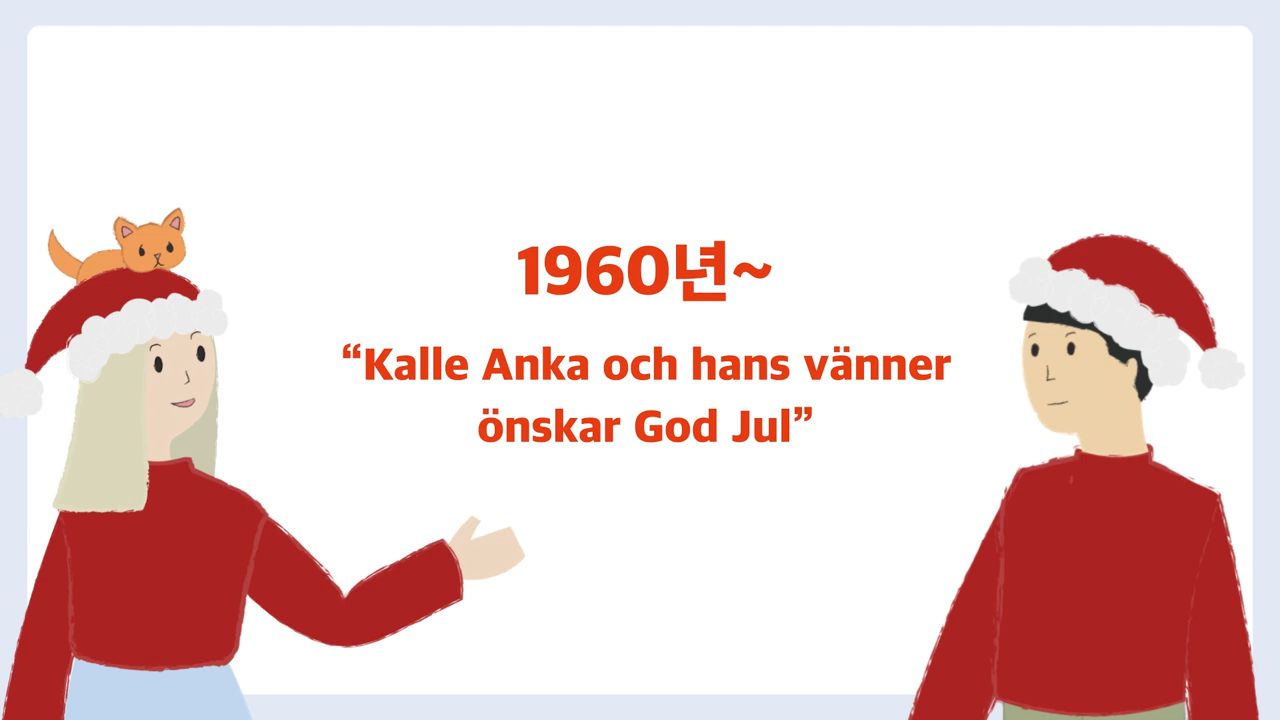 1960년~
“Kalle Anka och hans vänner
önskar God Jul”